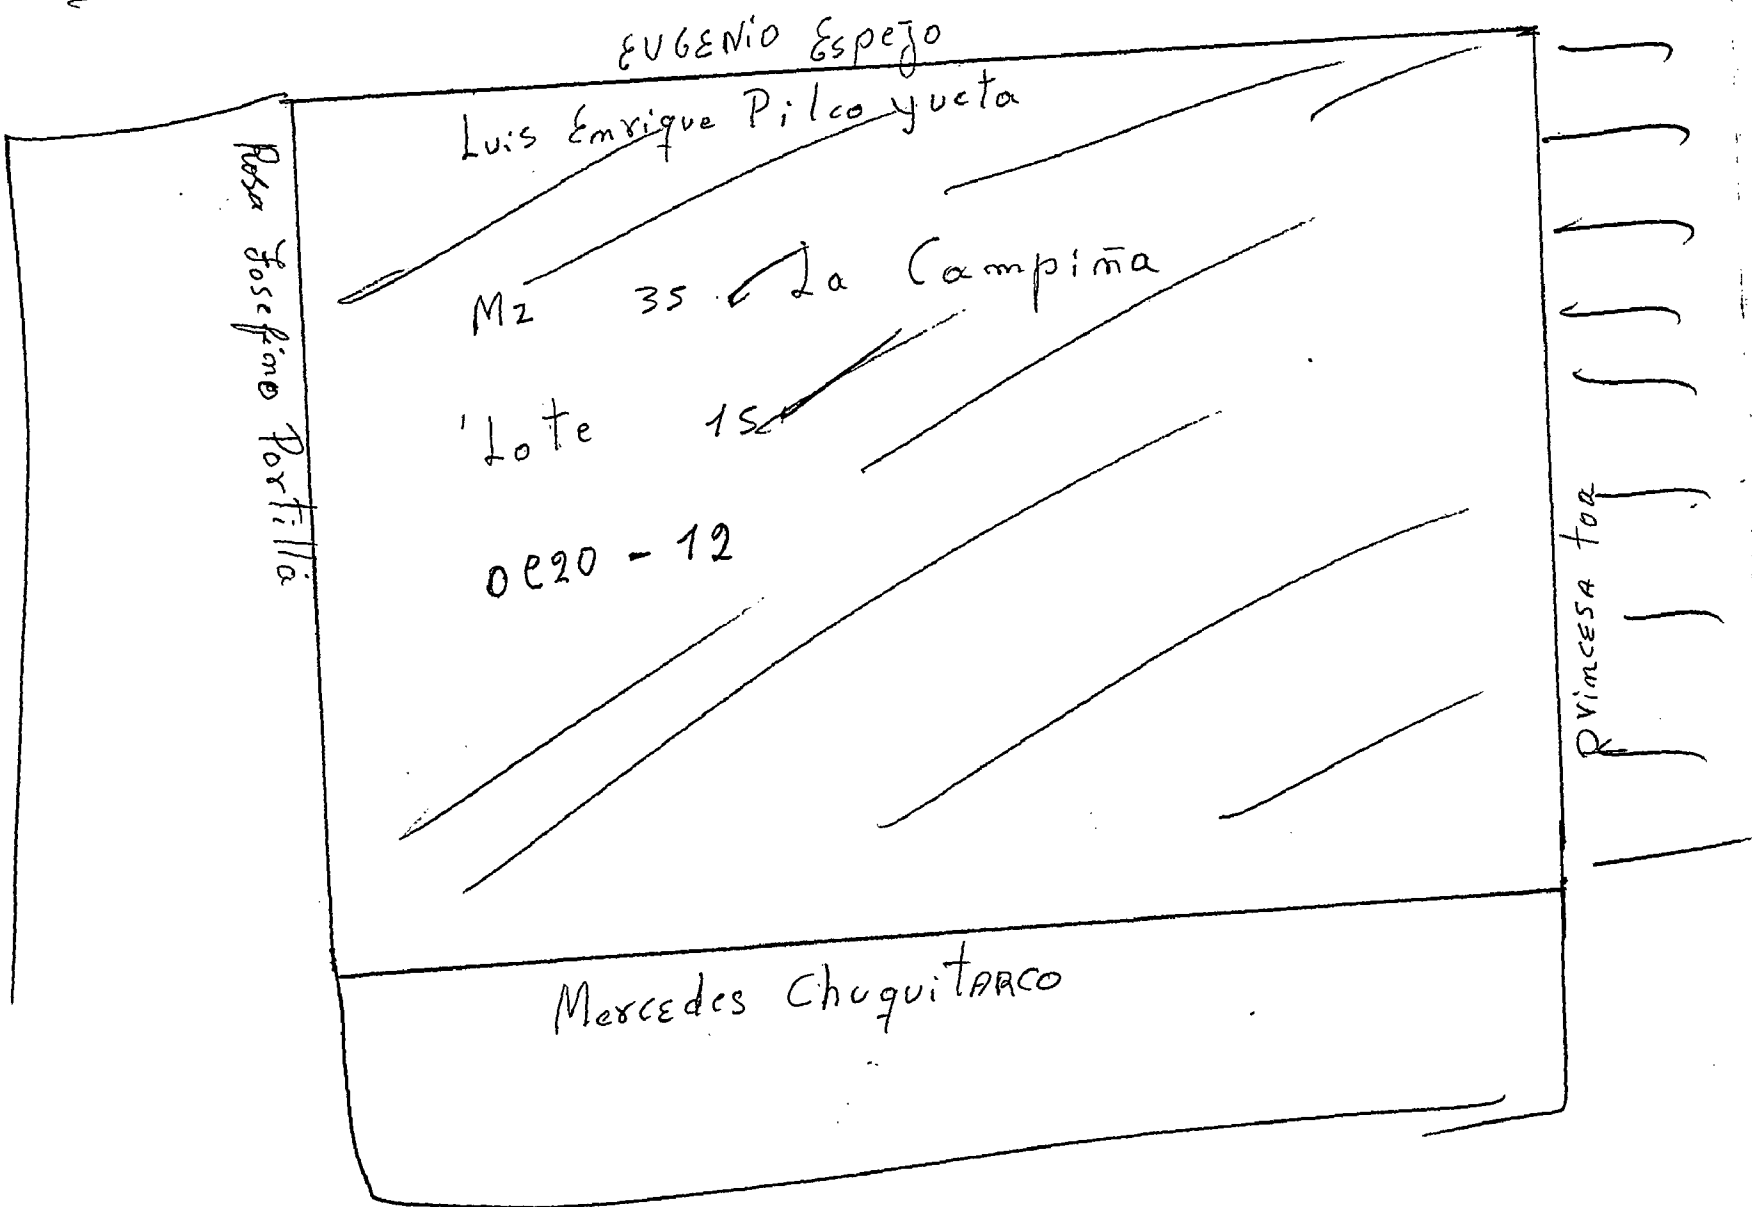 EUGENIO Espejo
Luis Enrique Pilco yucta
Mz 35 La Campiña
Lote 15
OE20 - 12
Rosa Josefina Portilla
Princesa toa
Mercedes ChuquitARCO